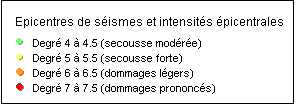 Epicentres de séismes et intensités épicentrales
Degré 4 à 4.5 (secousse modérée)
Degré 5 à 5.5 (secousse forte)
Degré 6 à 6.5 (dommages légers)
Degré 7 à 7.5 (dommages prononcés)